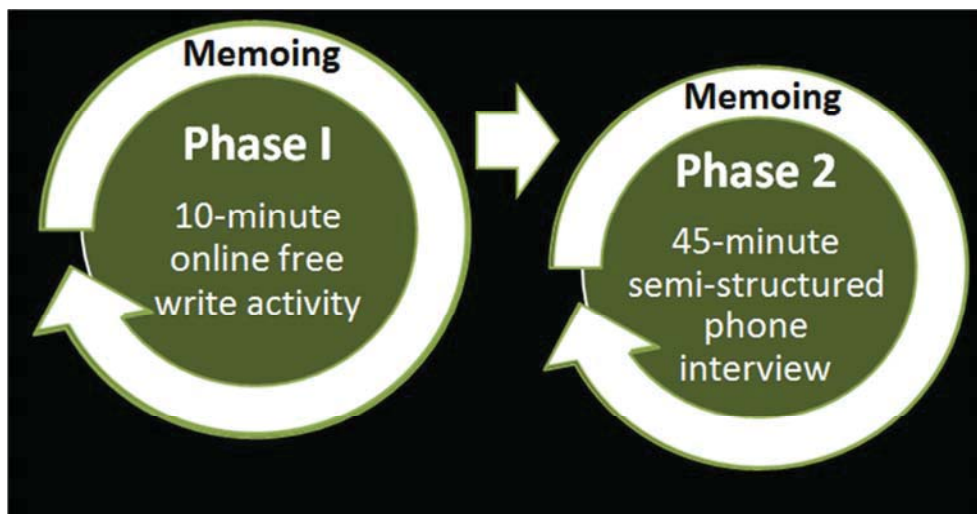 Memoing
Phase I
10-minute
online free
write activity
Memoing
Phase 2
45-minute
semi-structured
phone
interview